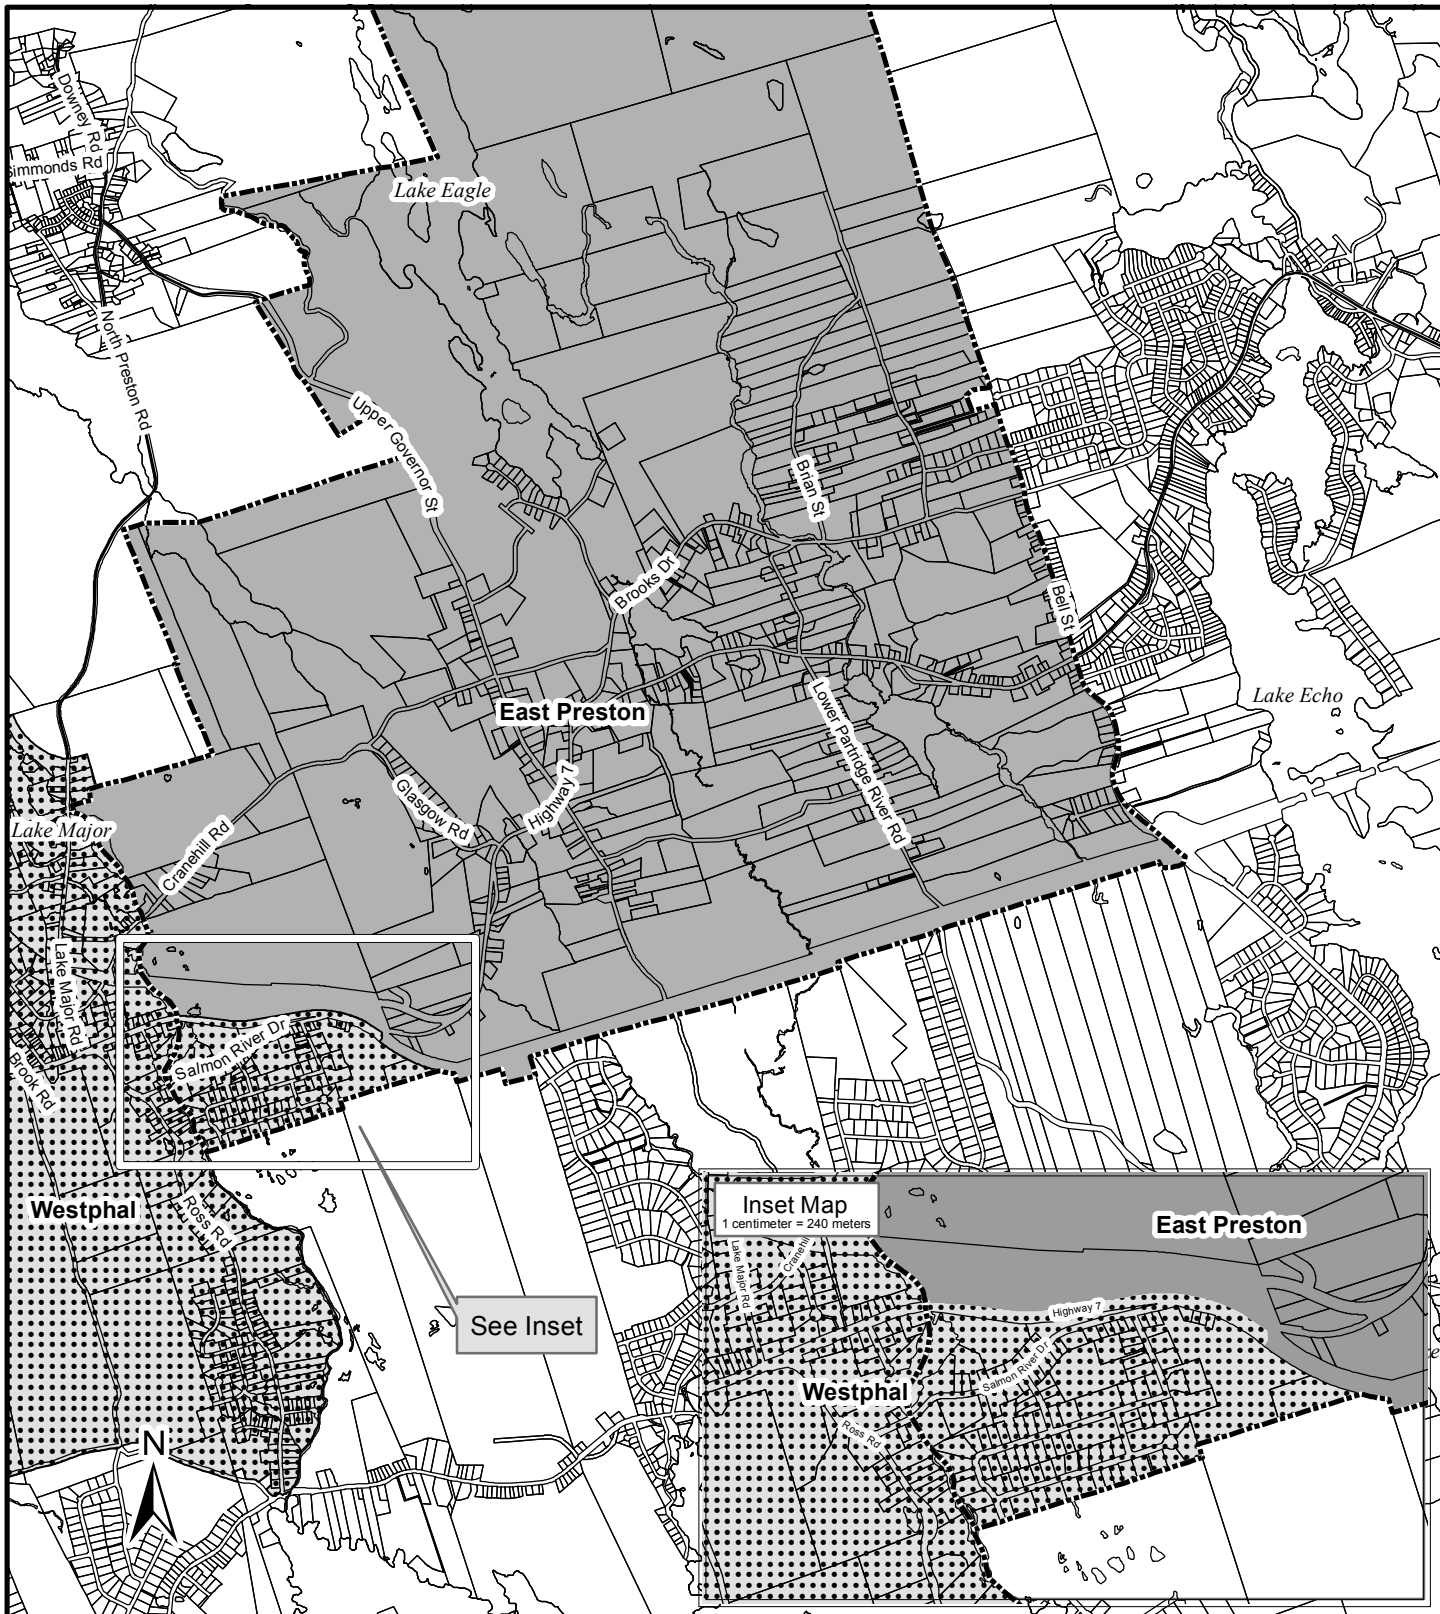 Downey Rd
Simmonds Rd
Lake Eagle
North Preston Rd
Upper Governor St
Brian St
Brooks Dr
Bell St
Lake Echo
East Preston
Lower Partridge River Rd
Highway 7
Glasgow Rd
Cranehill Rd
Lake Major
Lake Major Rd
Salmon River Dr
Brook Rd
Westphal
Ross Rd
See Inset
N
Inset Map
1 centimeter = 240 meters
East Preston
Lake Major Rd
Cranehill
Highway 7
Salmon River Dr
Westphal
Ross Rd